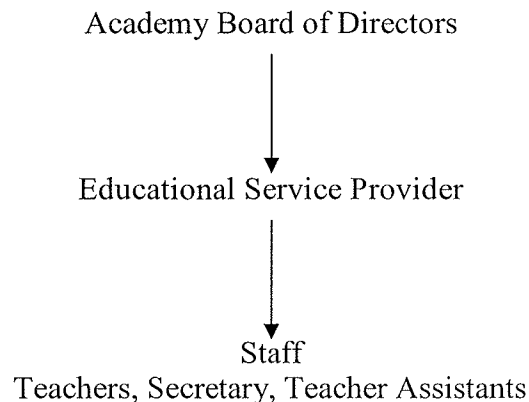 Academy Board of Directors
Educational Service Provider
Staff
Teachers, Secretary, Teacher Assistants